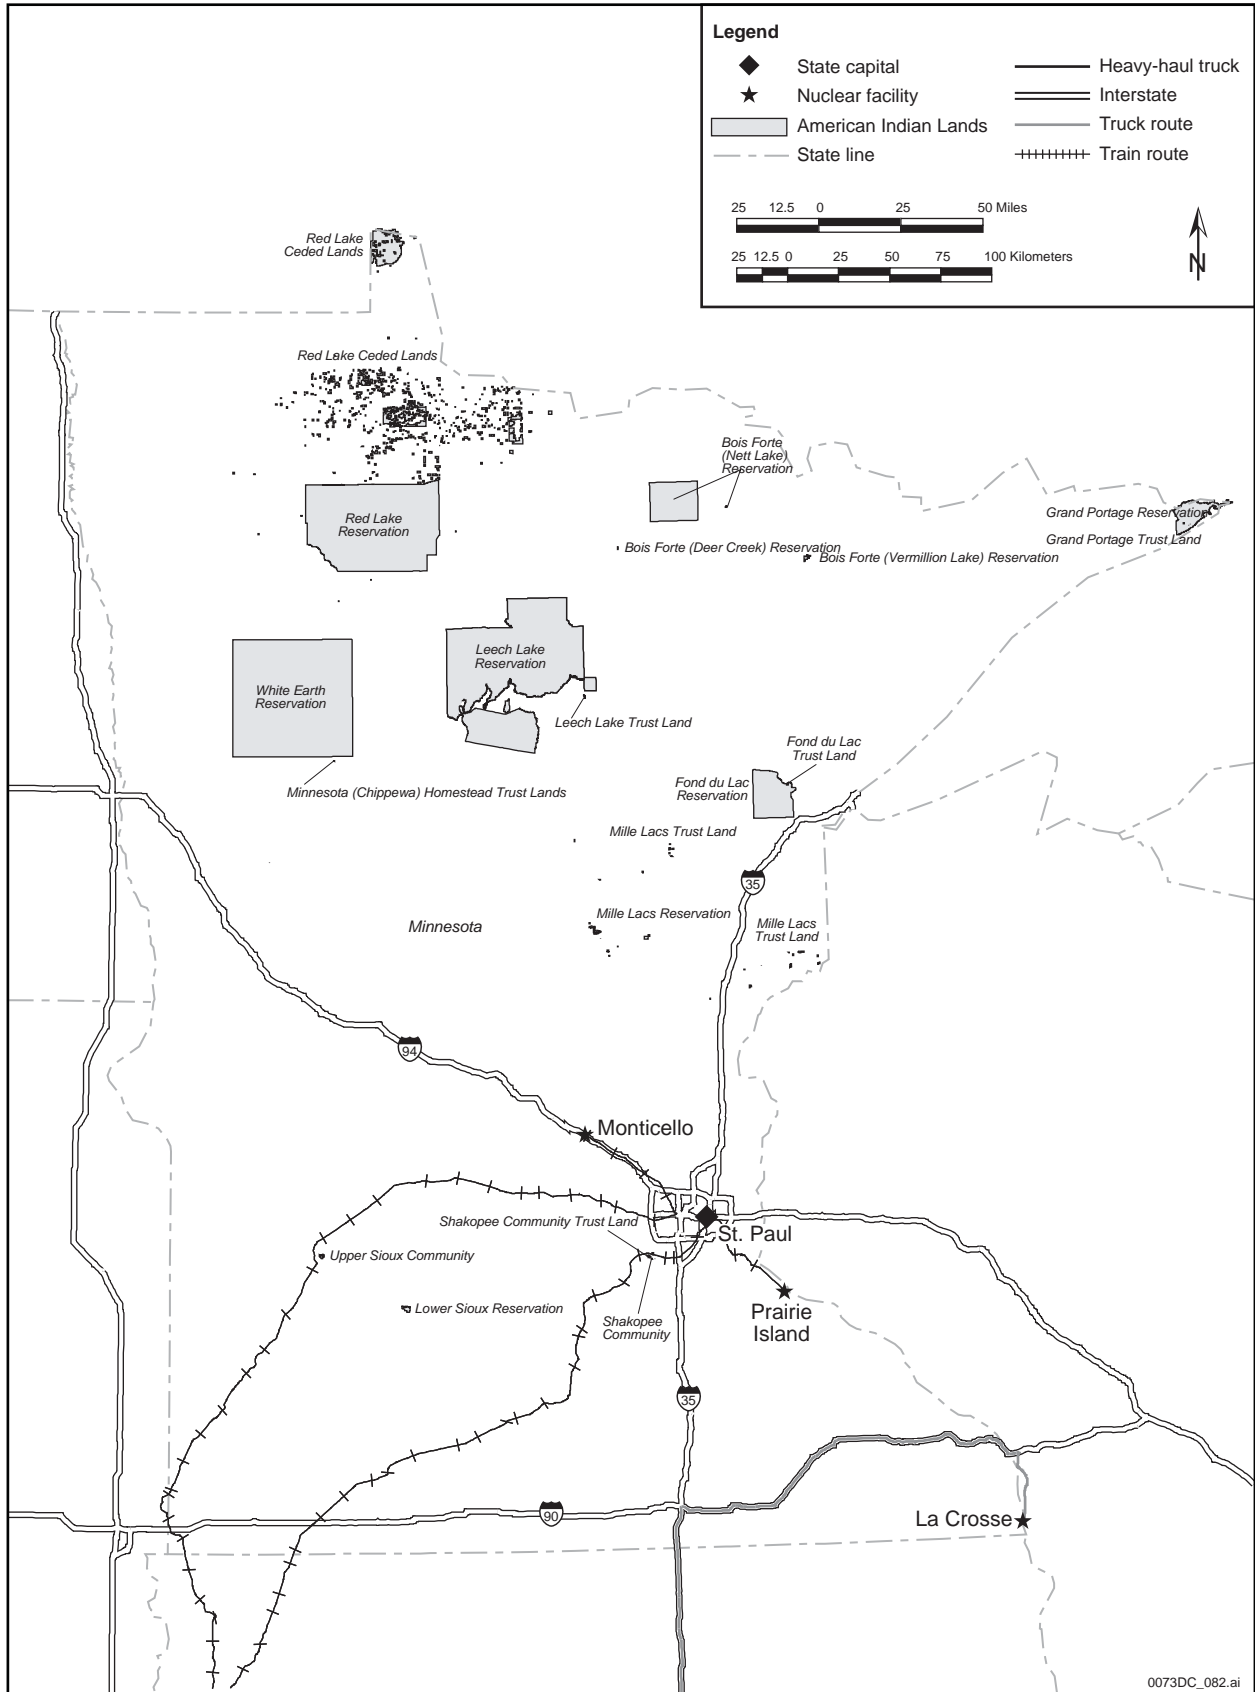 Legend
State capital
Nuclear facility
American Indian Lands
State line
Heavy-haul truck
Interstate
Truck route
Train route
25 12.5 0 25 50 Miles
25 12.5 0 25 50 75 100 Kilometers
N
Red Lake
Ceded Lands
Red Lake Ceded Lands
Bois Forte
(Nett Lake)
Reservation
Red Lake
Reservation
Grand Portage Reservation
Grand Portage Trust Land
Bois Forte (Deer Creek) Reservation
Bois Forte (Vermillion Lake) Reservation
Leech Lake
Reservation
White Earth
Reservation
Leech Lake Trust Land
Fond du Lac
Trust Land
Fond du Lac
Reservation
Minnesota (Chippewa) Homestead Trust Lands
Mille Lacs Trust Land
35
Mille Lacs Reservation
Minnesota
Mille Lacs
Trust Land
94
Monticello
Shakopee Community Trust Land
St. Paul
Upper Sioux Community
Lower Sioux Reservation
Shakopee
Community
Prairie
Island
35
90
La Crosse
0073DC_082.ai